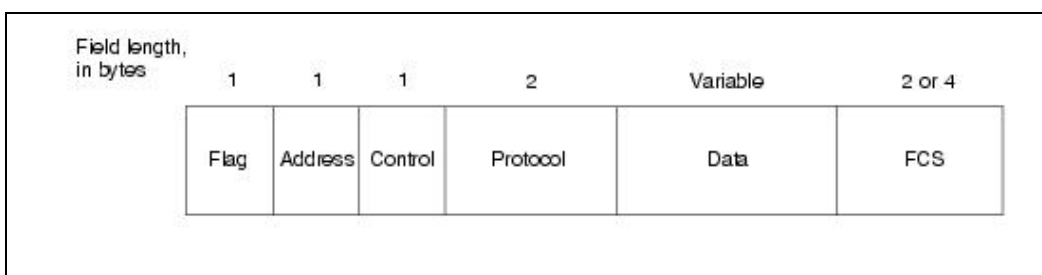 Field length,
in bytes
1 1 1 2 Variable 2 or 4
Flag Address Control Protocol Data FCS